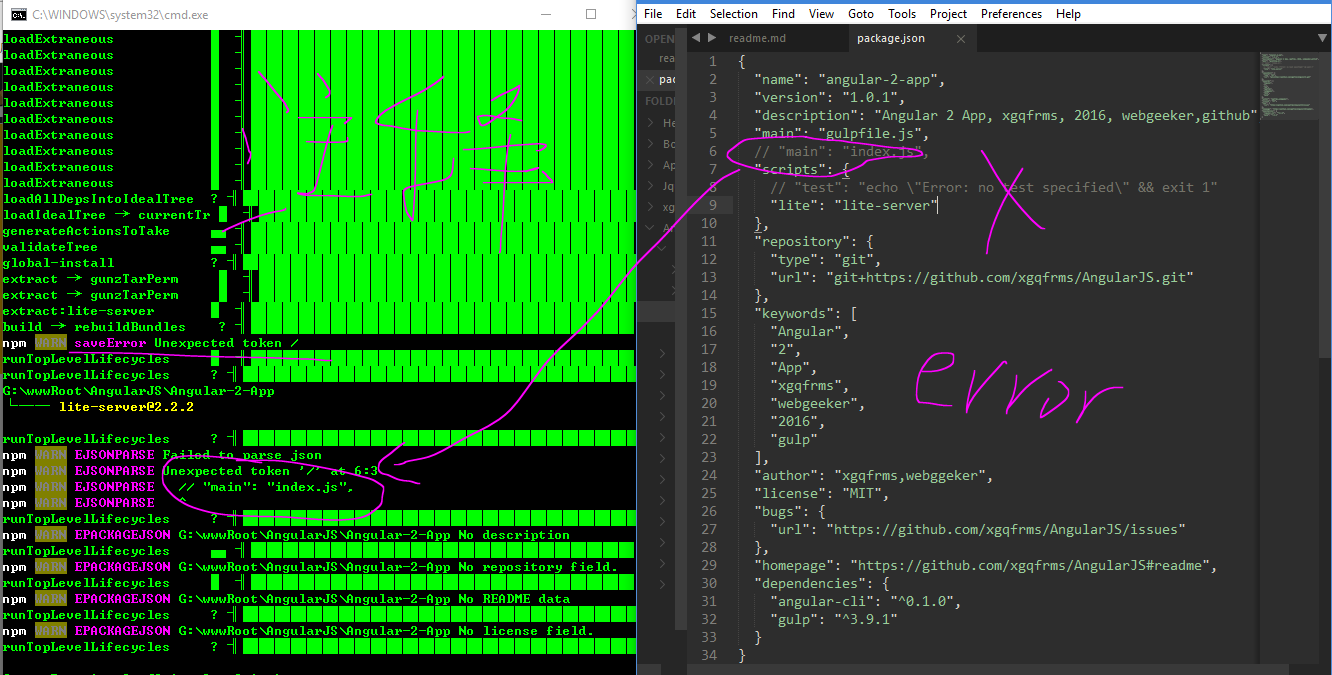 C:\WINDOWS\system32\cmd.exe
loadExtraneous
loadExtraneous
loadExtraneous
loadExtraneous
loadExtraneous
loadExtraneous
loadExtraneous
loadExtraneous
loadExtraneous
loadExtraneous
loadAllDepsIntoIdealTree ?
loadIdealTree → currentTr
generateActionsToTake
validateTree
global-install ?
extract → gunzTarPerm
extract → gunzTarPerm
extract:lite-server
build → rebuildBundles ?
npm WARN saveError Unexpected token /
runTopLevelLifecycles
runTopLevelLifecycles ?
G:\wwwRoot\AngularJS\Angular-2-App
└── lite-server@2.2.2
runTopLevelLifecycles ?
npm WARN EJSONPARSE Failed to parse json
npm WARN EJSONPARSE Unexpected token '/' at 6:3
npm WARN EJSONPARSE // "main": "index.js",
npm WARN EJSONPARSE ^
runTopLevelLifecycles ?
npm WARN EPACKAGEJSON G:\wwwRoot\AngularJS\Angular-2-App No description
runTopLevelLifecycles
npm WARN EPACKAGEJSON G:\wwwRoot\AngularJS\Angular-2-App No repository field.
runTopLevelLifecycles
npm WARN EPACKAGEJSON G:\wwwRoot\AngularJS\Angular-2-App No README data
runTopLevelLifecycles ?
npm WARN EPACKAGEJSON G:\wwwRoot\AngularJS\Angular-2-App No license field.
runTopLevelLifecycles ?
File Edit Selection Find View Goto Tools Project Preferences Help
OPEN
rea
pac
FOLD
He
Bo
Ap
Jq
xg
readme.md package.json
1 {
2 "name": "angular-2-app",
3 "version": "1.0.1",
4 "description": "Angular 2 App, xgqfrms, 2016, webgeeker,github"
5 "main": "gulpfile.js",
6 // "main": "index.js",
7 "scripts": {
8 // "test": "echo \"Error: no test specified\" && exit 1"
9 "lite": "lite-server"
10 },
11 "repository": {
12 "type": "git",
13 "url": "git+https://github.com/xgqfrms/AngularJS.git"
14 },
15 "keywords": [
16 "Angular",
17 "2",
18 "App",
19 "xgqfrms",
20 "webgeeker",
21 "2016",
22 "gulp"
23 ],
24 "author": "xgqfrms,webggeker",
25 "license": "MIT",
26 "bugs": {
27 "url": "https://github.com/xgqfrms/AngularJS/issues"
28 },
29 "homepage": "https://github.com/xgqfrms/AngularJS#readme",
30 "dependencies": {
31 "angular-cli": "^0.1.0",
32 "gulp": "^3.9.1"
33 }
34 }
X
error